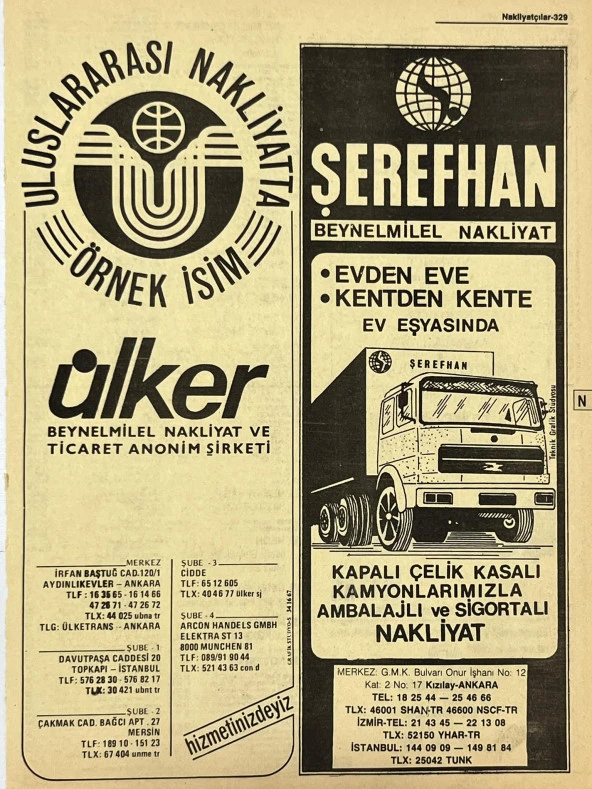 Nakliyatçılar-329
ULUSLARARASI NAKLİYATTA
ÖRNEK İSİM
ülker
BEYNELMİLEL NAKLİYAT VE
TİCARET ANONİM ŞİRKETİ
MERKEZ
İRFAN BAŞTUĞ CAD.120/1
AYDINLIKEVLER - ANKARA
TLF : 16 35 65 - 16 14 66
47 26 71 - 47 26 72
TLX: 44 025 ubna tr
TLG: ÜLKETRANS - ANKARA
ŞUBE - 1
DAVUTPAŞA CADDESİ 20
TOPKAPI - İSTANBUL
TLF: 576 28 30 - 576 82 17
TLX: 30 421 ubnt tr
ŞUBE - 2
ÇAKMAK CAD. BAĞCI APT . 27
MERSİN
TLF: 189 10 - 151 23
TLX: 67 404 unme tr
ŞUBE - 3
CİDDE
TLF: 65 12 605
TLX: 40 46 77 ülker sj
ŞUBE - 4
ARCON HANDELS GMBH
ELEKTRA ST 13
8000 MUNCHEN 81
TLF: 089/91 90 44
TLX: 521 43 63 con d
hizmetinizdeyiz
ŞEREFHAN
BEYNELMİLEL NAKLİYAT
• EVDEN EVE
• KENTDEN KENTE
EV EŞYASINDA
ŞEREFHAN
Teknik Grafik Stüdyosu
N
KAPALI ÇELİK KASALI
KAMYONLARIMIZLA
AMBALAJLI ve SİGORTALI
NAKLİYAT
MERKEZ: G.M.K. Bulvarı Onur İşhanı No: 12
Kat: 2 No: 17 Kızılay-ANKARA
TEL: 18 25 44 — 25 46 66
TLX: 46001 SHAN-TR 46600 NSCF-TR
İZMİR-TEL: 21 43 45 — 22 13 08
TLX: 52150 YHAR-TR
İSTANBUL: 144 09 09 — 149 81 84
TLX: 25042 TUNK